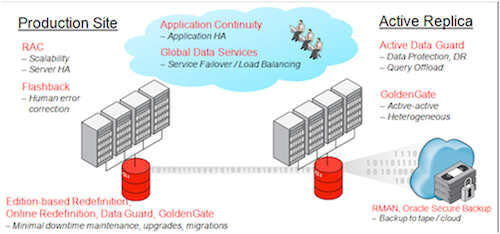 Production Site
RAC
– Scalability
– Server HA
Flashback
– Human error
correction
Application Continuity
– Application HA
Global Data Services
– Service Failover / Load Balancing
Active Replica
Active Data Guard
– Data Protection, DR
– Query Offload
GoldenGate
– Active-active
– Heterogeneous
Edition-based Redefinition,
Online Redefinition, Data Guard, GoldenGate
– Minimal downtime maintenance, upgrades, migrations
RMAN, Oracle Secure Backup
– Backup to tape / cloud